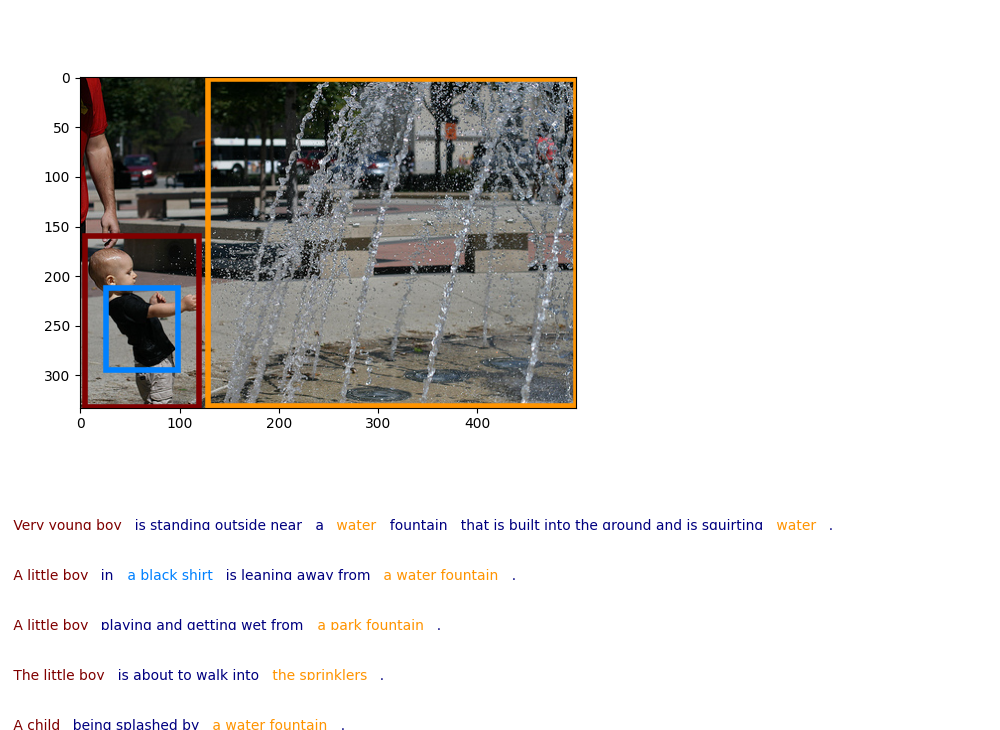 0
50
100
150
200
250
300
0 100 200 300 400
Very young boy is standing outside near a water fountain that is built into the ground and is squirting water .
A little boy in a black shirt is leaning away from a water fountain .
A little boy playing and getting wet from a park fountain .
The little boy is about to walk into the sprinklers .
A child being splashed by a water fountain .